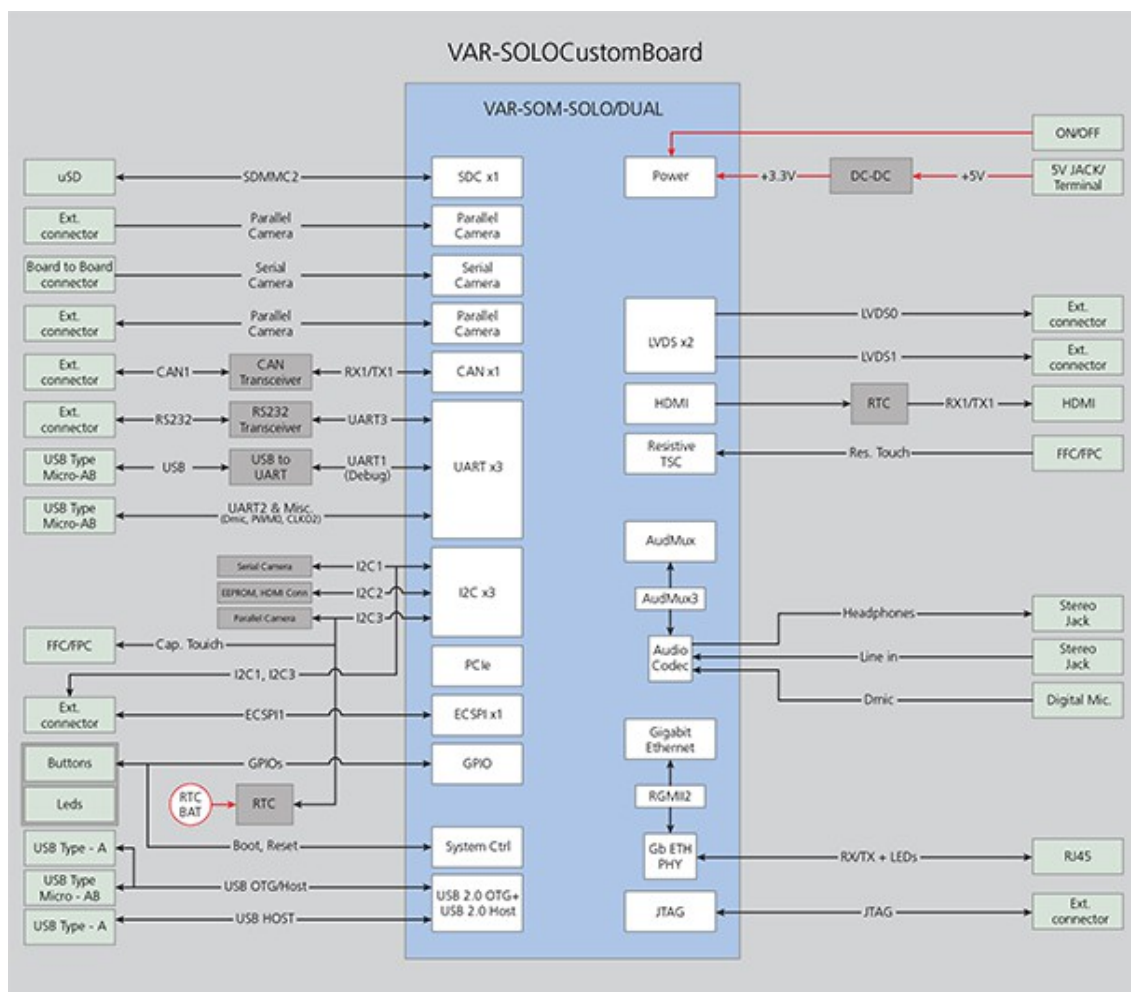 VAR-SOLOCustomBoard
VAR-SOM-SOLO/DUAL
uSD
SDMMC2
SDC x1
Ext.
connector
Parallel
Camera
Parallel
Camera
Board to Board
connector
Serial
Camera
Serial
Camera
Ext.
connector
Parallel
Camera
Parallel
Camera
Ext.
connector
CAN1
CAN
Transceiver
RX1/TX1
CAN x1
Ext.
connector
RS232
RS232
Transceiver
UART3
UART x3
USB Type
Micro-AB
USB
USB to
UART
UART1
(Debug)
USB Type
Micro-AB
UART2 & Misc.
(Dmic, PWM0, CLKO2)
Serial Camera
I2C1
EEPROM, HDMI Conn
I2C2
I2C x3
Parallel Camera
I2C3
FFC/FPC
Cap. Touich
I2C1, I2C3
PCIe
Ext.
connector
ECSPI1
ECSPI x1
Buttons
GPIOs
GPIO
Leds
RTC
BAT
RTC
Boot, Reset
System Ctrl
USB Type - A
USB Type
Micro - AB
USB OTG/Host
USB 2.0 OTG+
USB 2.0 Host
USB Type - A
USB HOST
ON/OFF
Power
+3.3V
DC-DC
+5V
5V JACK/
Terminal
LVDS x2
LVDS0
Ext.
connector
LVDS1
Ext.
connector
HDMI
RTC
RX1/TX1
HDMI
Resistive
TSC
Res. Touch
FFC/FPC
AudMux
AudMux3
Audio
Codec
Headphones
Stereo
Jack
Line in
Stereo
Jack
Dmic
Digital Mic.
Gigabit
Ethernet
RGMII2
Gb ETH
PHY
RX/TX + LEDs
RJ45
JTAG
JTAG
Ext.
connector